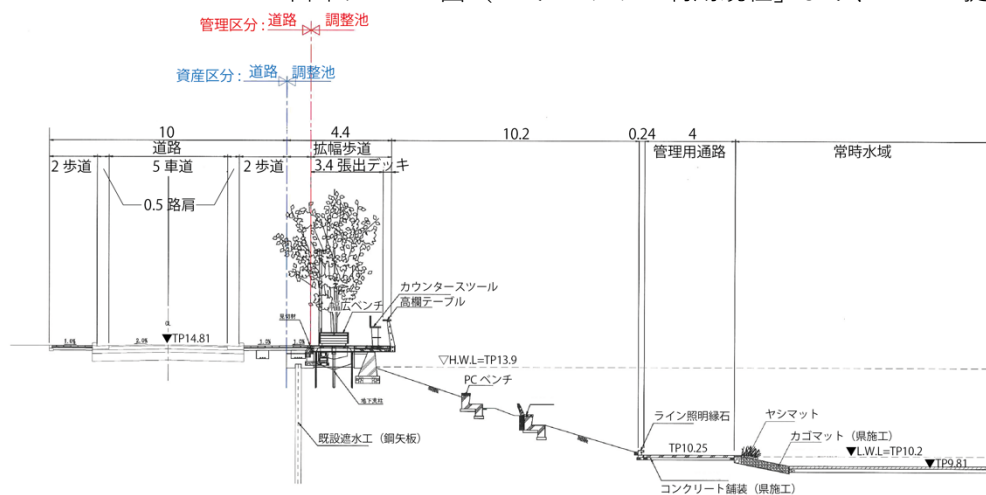 管理区分：道路 調整池
資産区分：道路 調整池
10 4.4 10.2 0.24 4
道路 拡幅歩道 管理用通路 常時水域
2 歩道 5 車道 2 歩道 3.4 張出デッキ
0.5 路肩
カウンタースツール
広ベンチ 高欄テーブル
▼TP14.81
▽H.W.L=TP13.9
PC ベンチ
既設遮水工（鋼矢板）
ライン照明縁石 ヤシマット
TP10.25 カゴマット（県施工）
▼L.W.L=TP10.2
▼TP9.81
コンクリート舗装（県施工）